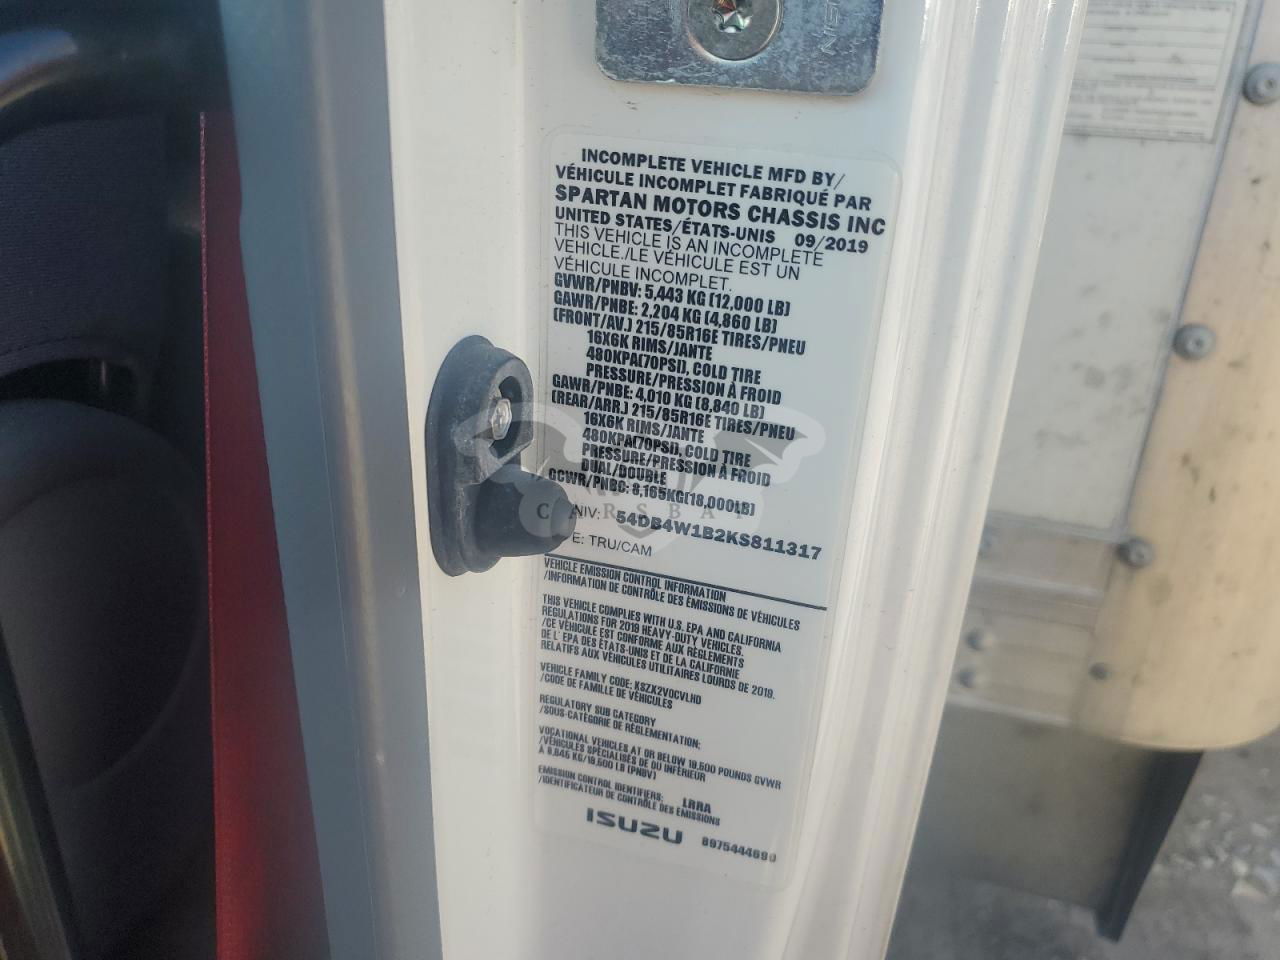 INCOMPLETE VEHICLE MFD BY/
VÉHICULE INCOMPLET FABRIQUÉ PAR
SPARTAN MOTORS CHASSIS INC
UNITED STATES/ÉTATS-UNIS 09/2019
THIS VEHICLE IS AN INCOMPLETE
VEHICLE./LE VÉHICULE EST UN
VÉHICULE INCOMPLET.
GVWR/PNBV: 5,443 KG (12,000 LB)
GAWR/PNBE: 2,204 KG (4,860 LB)
(FRONT/AV.) 215/85R16E TIRES/PNEU
16X6K RIMS/JANTE
480KPA(70PSI), COLD TIRE
PRESSURE/PRESSION À FROID
GAWR/PNBE: 4,010 KG (8,840 LB)
(REAR/ARR.) 215/85R16E TIRES/PNEU
16X6K RIMS/JANTE
480KPA(70PSI), COLD TIRE
PRESSURE/PRESSION À FROID
DUAL/DOUBLE
GCWR/PNBC: 8,165KG(18,000LB)
CARSBAY
NIV: 54DB4W1B2KS811317
E: TRU/CAM
VEHICLE EMISSION CONTROL INFORMATION
/INFORMATION DE CONTRÔLE DES ÉMISSIONS DE VÉHICULES
THIS VEHICLE COMPLIES WITH U.S. EPA AND CALIFORNIA
REGULATIONS FOR 2019 HEAVY-DUTY VEHICLES.
/CE VÉHICULE EST CONFORME AUX RÈGLEMENTS
DE L' EPA DES ÉTATS-UNIS ET DE LA CALIFORNIE
RELATIFS AUX VÉHICULES UTILITAIRES LOURDS DE 2019.
VEHICLE FAMILY CODE: KSZX2VOCVLHD
/CODE DE FAMILLE DE VÉHICULES
REGULATORY SUB CATEGORY
/SOUS-CATÉGORIE DE RÉGLEMENTATION:
VOCATIONAL VEHICLES AT OR BELOW 19,500 POUNDS GVWR
/VÉHICULES SPÉCIALISÉS DE OU INFÉRIEUR
À 8,845 KG/19,500 LB (PNBV)
EMISSION CONTROL IDENTIFIERS: LRRA
/IDENTIFICATEUR DE CONTRÔLE DES ÉMISSIONS
ISUZU 8975444690